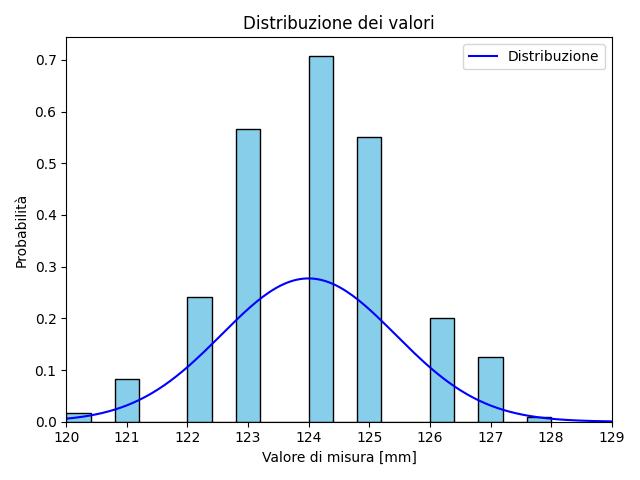 Distribuzione dei valori
Distribuzione
Probabilità
0.7
0.6
0.5
0.4
0.3
0.2
0.1
0.0
120 121 122 123 124 125 126 127 128 129
Valore di misura [mm]